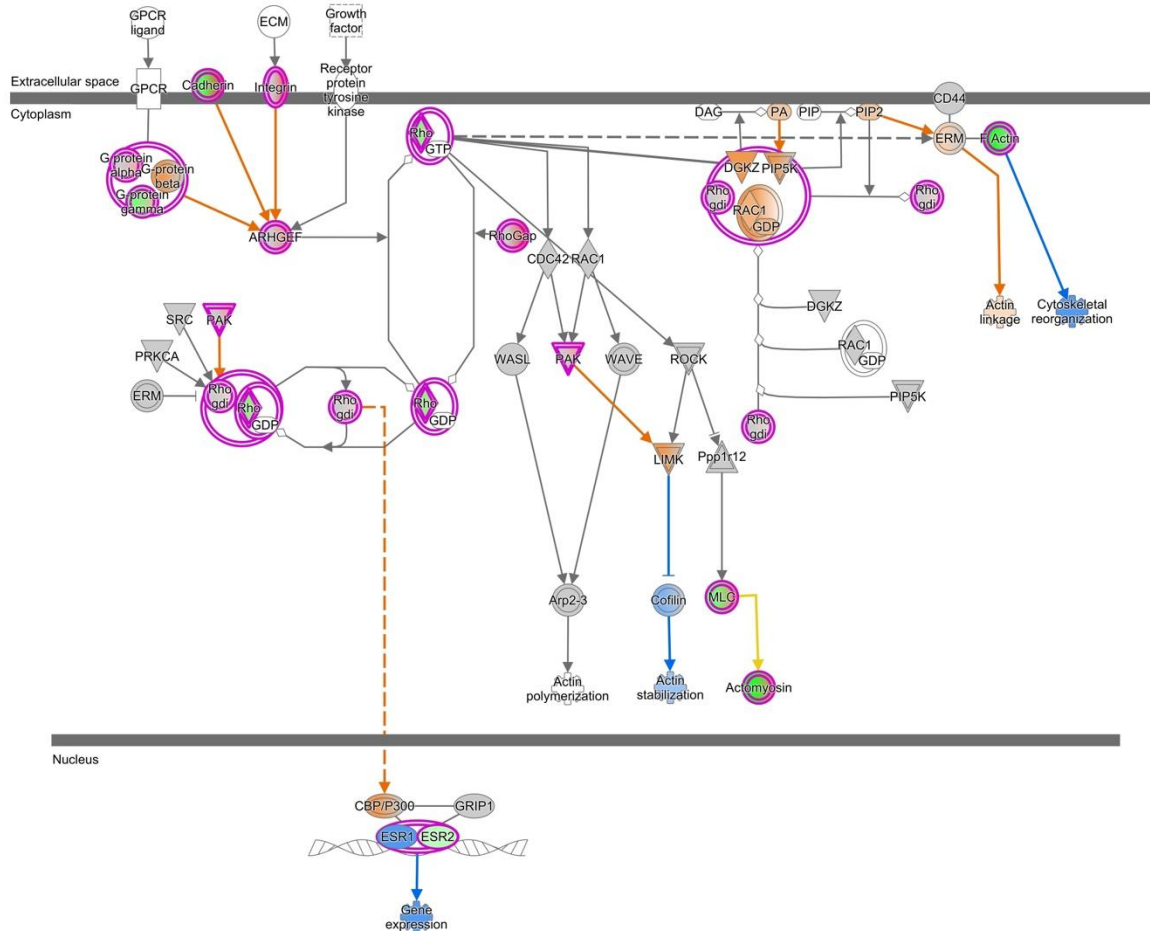 GPCR
ligand
ECM
Growth
factor
Extracellular space
Cytoplasm
GPCR
Cadherin
Integrin
Receptor
protein
tyrosine
kinase
Rho
GTP
DAG
PA
PIP
PIP2
CD44
ERM
F Actin
G-protein
alpha
G-protein
beta
G-protein
gamma
ARHGEF
RhoGap
CDC42
RAC1
DGKZ
PIP5K
Rho
gdi
RAC1
GDP
Rho
gdi
Actin
linkage
Cytoskeletal
reorganization
SRC
PAK
PRKCA
ERM
Rho
gdi
Rho
GDP
Rho
gdi
Rho
GDP
WASL
PAK
WAVE
ROCK
DGKZ
RAC1
GDP
PIP5K
Rho
gdi
LIMK
Ppp1r12
Arp2-3
Cofilin
MLC
Actin
polymerization
Actin
stabilization
Actomyosin
Nucleus
CBP/P300
GRIP1
ESR1
ESR2
Gene
expression